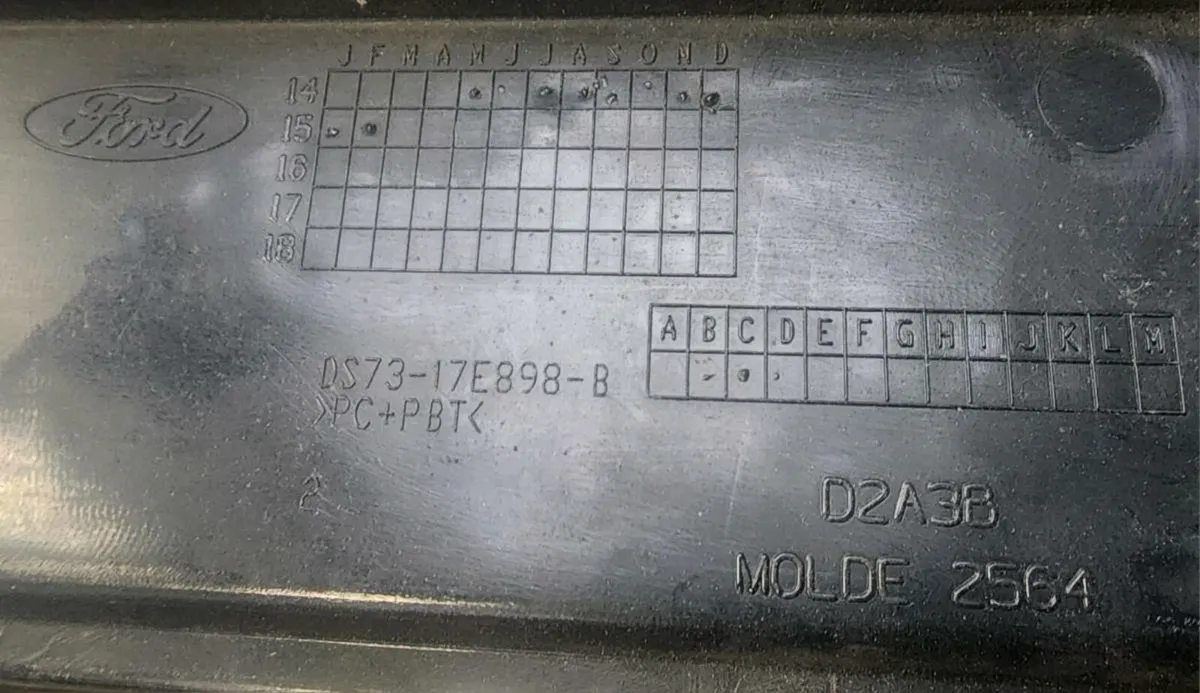 J F M A M J J A S O N D
Ford
14
15
16
17
18
A B C D E F G H I J K L M
DS73-17E898-B
>PC+PBT<
2
D2A3B
MOLDE 2564